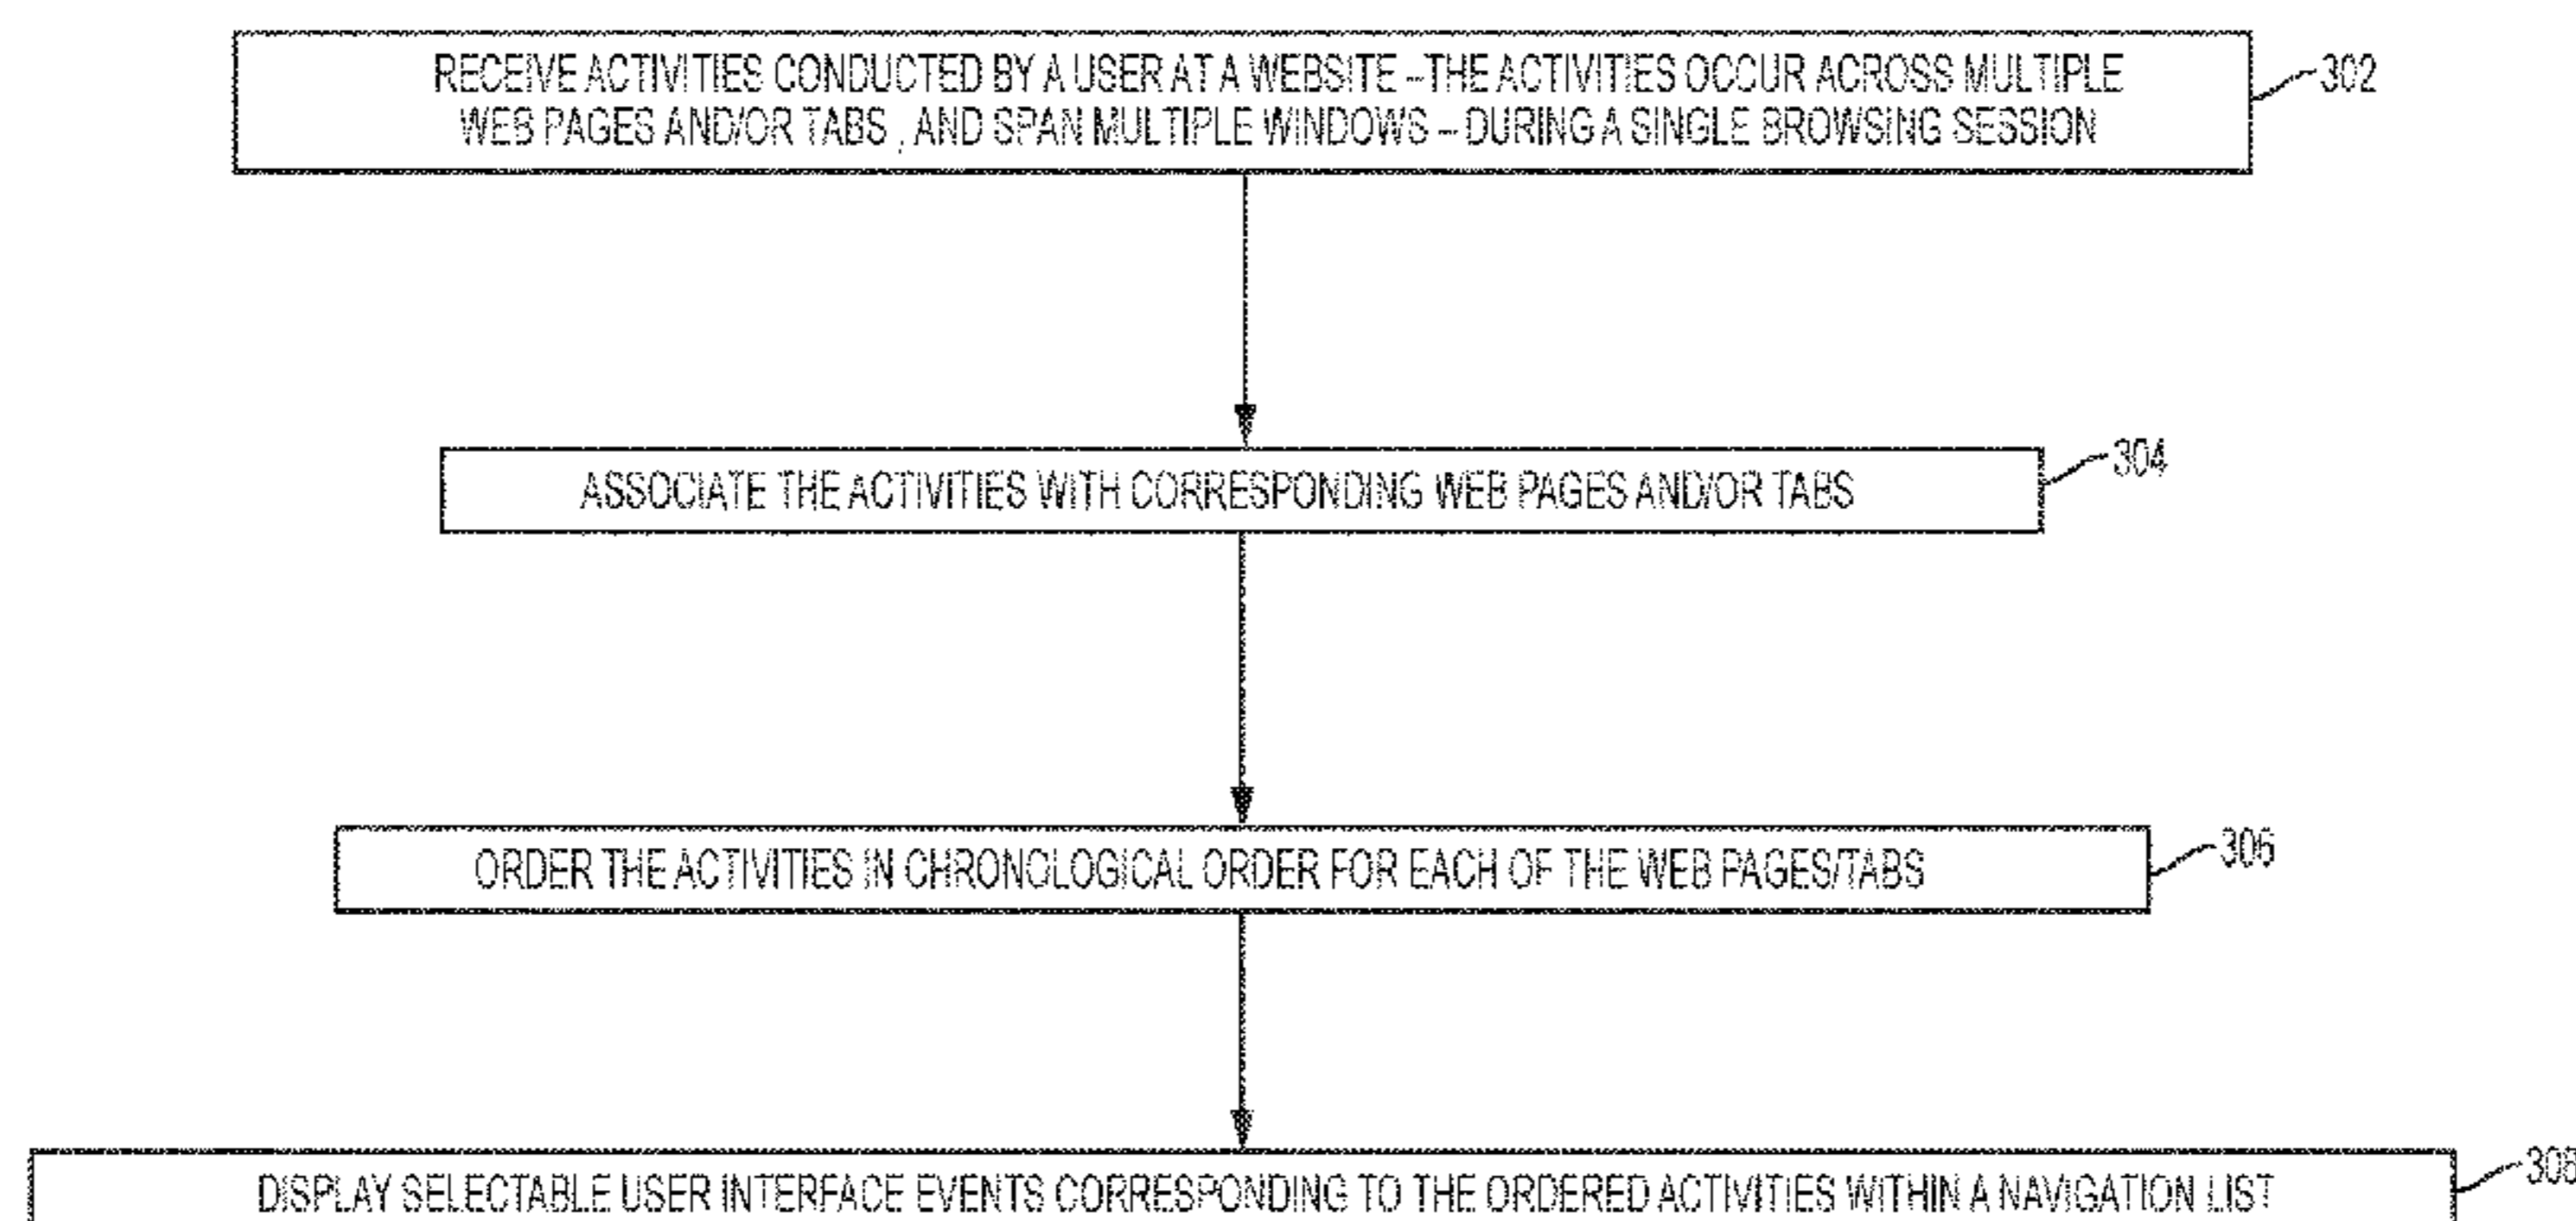 RECEIVE ACTIVITIES CONDUCTED BY A USER AT A WEBSITE – THE ACTIVITIES OCCUR ACROSS MULTIPLE
WEB PAGES AND/OR TABS , AND SPAN MULTIPLE WINDOWS – DURING A SINGLE BROWSING SESSION
302
ASSOCIATE THE ACTIVITIES WITH CORRESPONDING WEB PAGES AND/OR TABS
304
ORDER THE ACTIVITIES IN CHRONOLOGICAL ORDER FOR EACH OF THE WEB PAGES/TABS
306
DISPLAY SELECTABLE USER INTERFACE EVENTS CORRESPONDING TO THE ORDERED ACTIVITIES WITHIN A NAVIGATION LIST
308